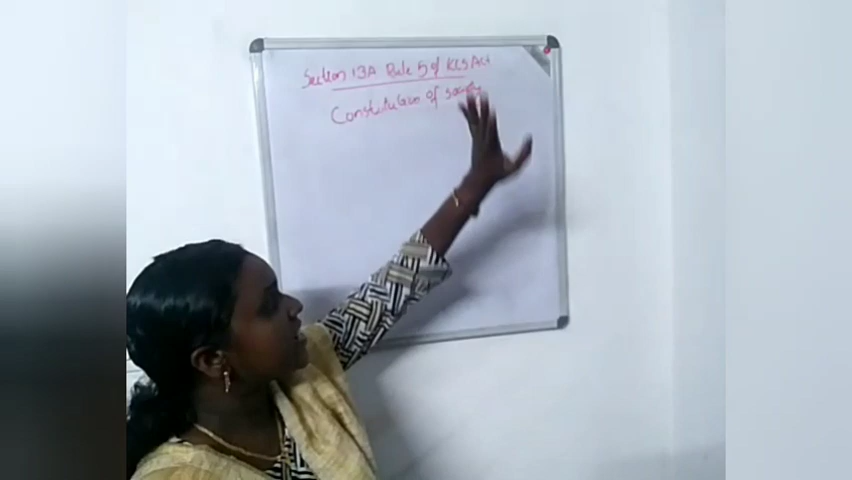 Section 13A Rule 5 of KCS Act
Constitution of society